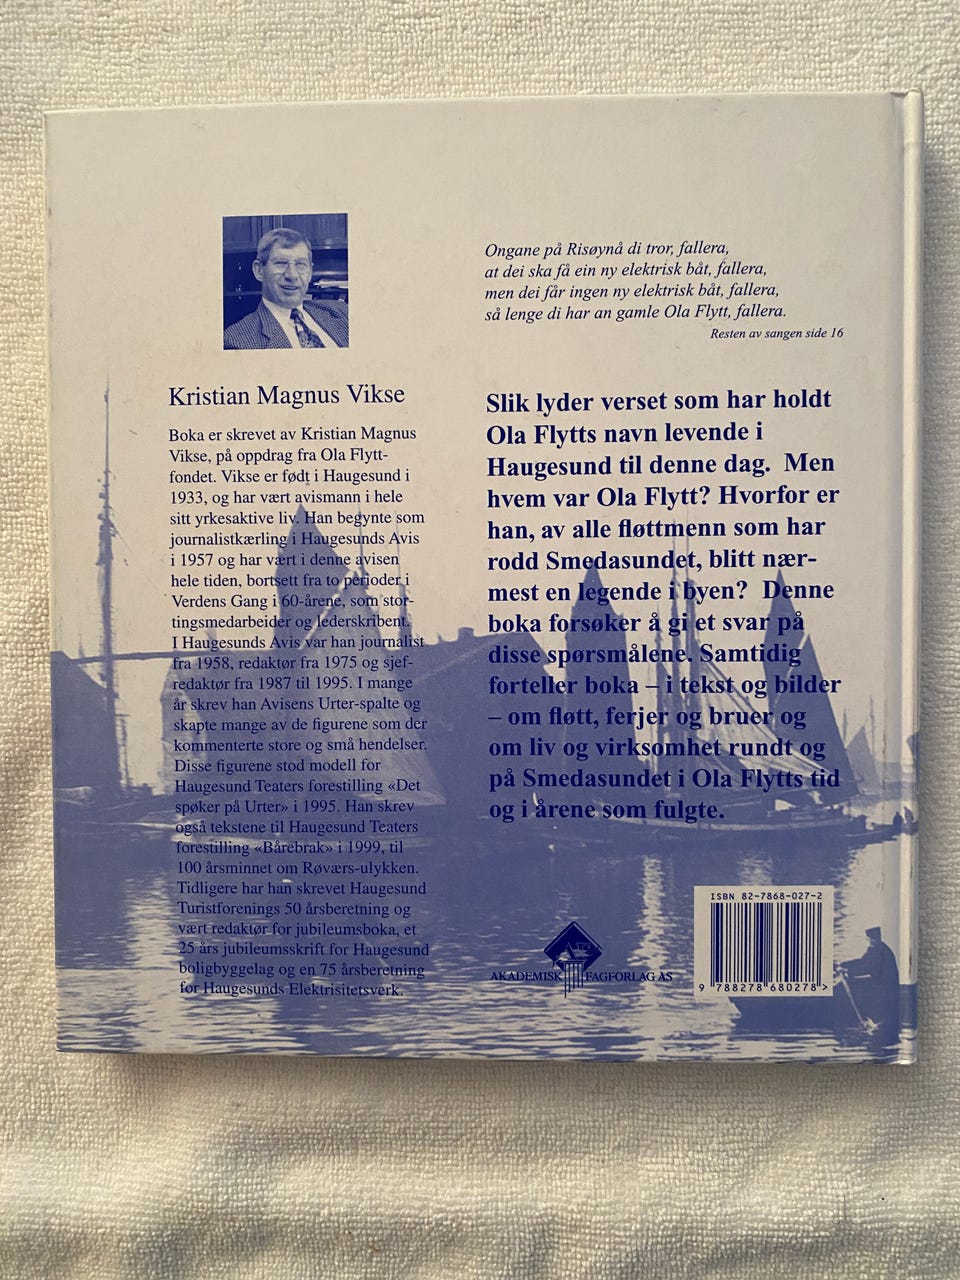 Kristian Magnus Vikse
Boka er skrevet av Kristian Magnus
Vikse, på oppdrag fra Ola Flytt-
fondet. Vikse er født i Haugesund i
1933, og har vært avismann i hele
sitt yrkesaktive liv. Han begynte som
journalistkærling i Haugesunds Avis
i 1957 og har vært i denne avisen
hele tiden, bortsett fra to perioder i
Verdens Gang i 60-årene, som stor-
tingsmedarbeider og lederskribent.
I Haugesunds Avis var han journalist
fra 1958, redaktør fra 1975 og sjef-
redaktør fra 1987 til 1995. I mange
år skrev han Avisens Urter-spalte og
skapte mange av de figurene som der
kommenterte store og små hendelser.
Disse figurene stod modell for
Haugesund Teaters forestilling «Det
spøker på Urter» i 1995. Han skrev
også tekstene til Haugesund Teaters
forestilling «Bårebrak» i 1999, til
100 årsminnet om Røværs-ulykken.
Tidligere har han skrevet Haugesund
Turistforenings 50 årsberetning og
vært redaktør for jubileumsboka, et
25 års jubileumsskrift for Haugesund
boligbyggelag og en 75 årsberetning
for Haugesunds Elektrisitetsverk.
Ongane på Risøynå di tror, fallera,
at dei ska få ein ny elektrisk båt, fallera,
men dei får ingen ny elektrisk båt, fallera,
så lenge di har an gamle Ola Flytt, fallera.
Resten av sangen side 16
Slik lyder verset som har holdt
Ola Flytts navn levende i
Haugesund til denne dag. Men
hvem var Ola Flytt? Hvorfor er
han, av alle fløttmenn som har
rodd Smedasundet, blitt nær-
mest en legende i byen? Denne
boka forsøker å gi et svar på
disse spørsmålene. Samtidig
forteller boka – i tekst og bilder
– om fløtt, ferjer og bruer og
om liv og virksomhet rundt og
på Smedasundet i Ola Flytts tid
og i årene som fulgte.
AKADEMISK FAGFORLAG AS
ISBN 82-7868-027-2
9 788278 680278 >